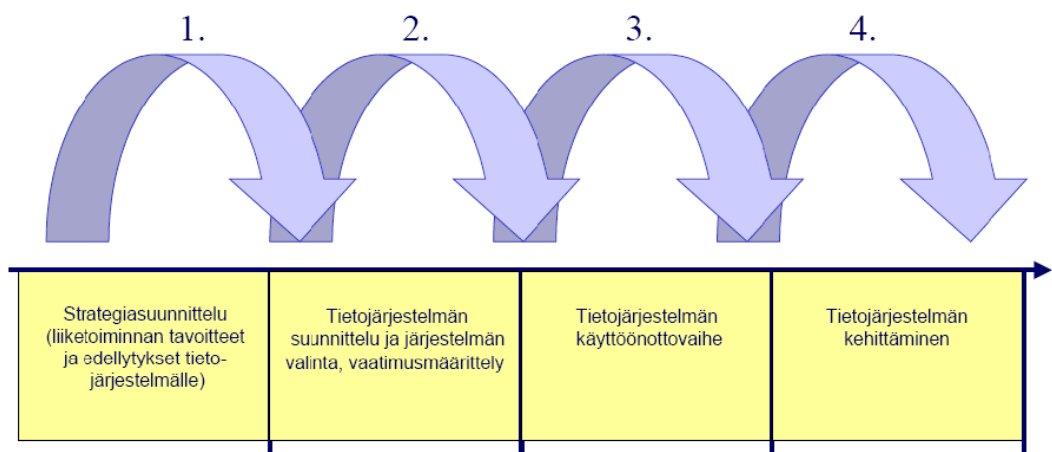 1.
2.
3.
4.
Strategiasuunnittelu
(liiketoiminnan tavoitteet
ja edellytykset tieto-
järjestelmälle)
Tietojärjestelmän
suunnittelu ja järjestelmän
valinta, vaatimusmäärittely
Tietojärjestelmän
käyttöönottovaihe
Tietojärjestelmän
kehittäminen